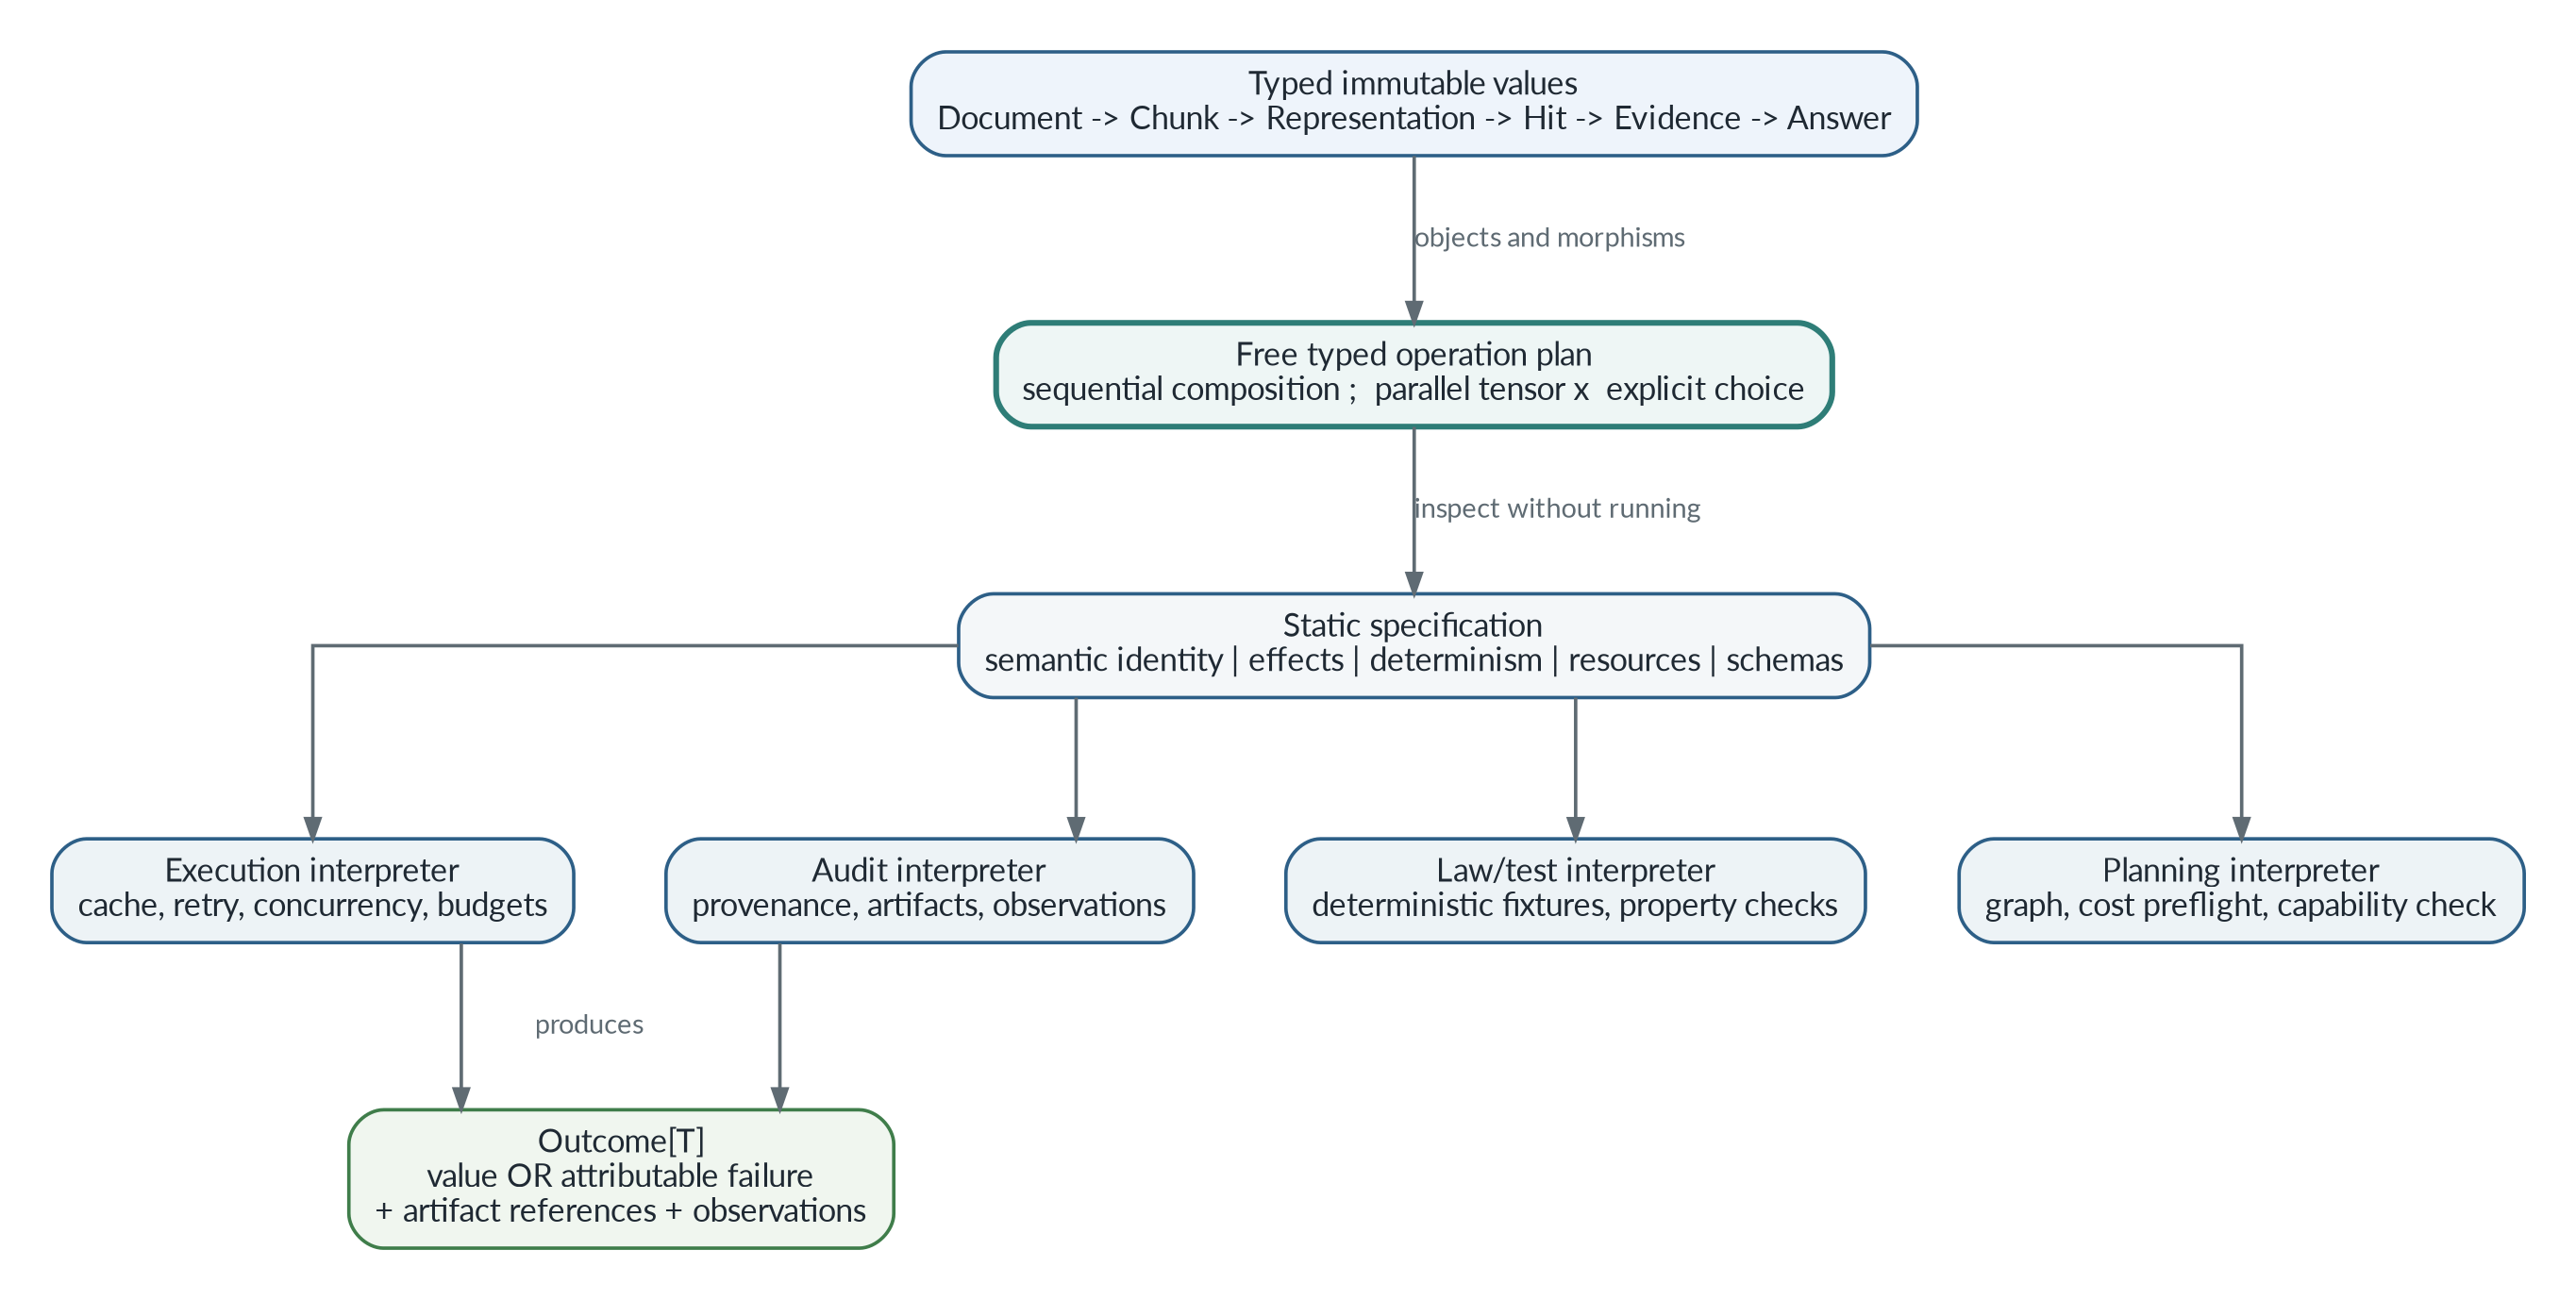 Typed immutable values
Document -> Chunk -> Representation -> Hit -> Evidence -> Answer
objects and morphisms
Free typed operation plan
sequential composition ;  parallel tensor x  explicit choice
inspect without running
Static specification
semantic identity | effects | determinism | resources | schemas
Execution interpreter
cache, retry, concurrency, budgets
Audit interpreter
provenance, artifacts, observations
Law/test interpreter
deterministic fixtures, property checks
Planning interpreter
graph, cost preflight, capability check
produces
Outcome[T]
value OR attributable failure
+ artifact references + observations